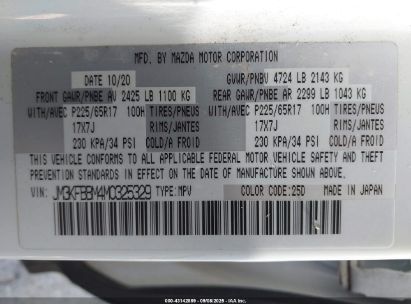 MFD. BY MAZDA MOTOR CORPORATION
DATE 10/20 GVWR/PNBV 4724 LB 2143 KG
FRONT GAWR/PNBE AV 2425 LB 1100 KG REAR GAWR/PNBE AR 2299 LB 1043 KG
WITH/AVEC P225/65R17 100H TIRES/PNEUS WITH/AVEC P225/65R17 100H TIRES/PNEUS
17X7J RIMS/JANTES 17X7J RIMS/JANTES
230 KPA/34 PSI COLD/A FROID 230 KPA/34 PSI COLD/A FROID
THIS VEHICLE CONFORMS TO ALL APPLICABLE FEDERAL MOTOR VEHICLE
SAFETY STANDARDS IN EFFECT ON THE DATE OF MANUFACTURE SHOWN ABOVE.
VIN: JM3KFBBM4M0325329 TYPE:MPV COLOR CODE:25D MADE IN JAPAN